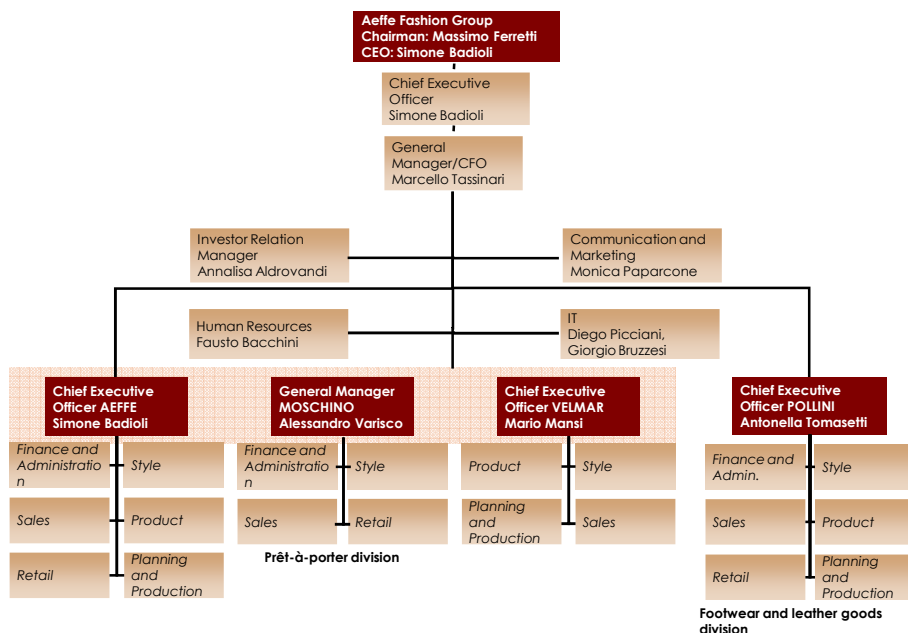 Aeffe Fashion Group
Chairman: Massimo Ferretti
CEO: Simone Badioli
Chief Executive
Officer
Simone Badioli
General
Manager/CFO
Marcello Tassinari
Investor Relation
Manager
Annalisa Aldrovandi
Communication and
Marketing
Monica Paparcone
Human Resources
Fausto Bacchini
IT
Diego Picciani,
Giorgio Bruzzesi
Chief Executive
Officer AEFFE
Simone Badioli
General Manager
MOSCHINO
Alessandro Varisco
Chief Executive
Officer VELMAR
Mario Mansi
Chief Executive
Officer POLLINI
Antonella Tomasetti
Finance and
Administratio
n
Style
Sales
Product
Retail
Planning
and
Production
Finance and
Administratio
n
Style
Sales
Retail
Prêt-à-porter division
Product
Style
Planning
and
Production
Sales
Finance and
Admin.
Style
Sales
Product
Retail
Planning
and
Production
Footwear and leather goods
division